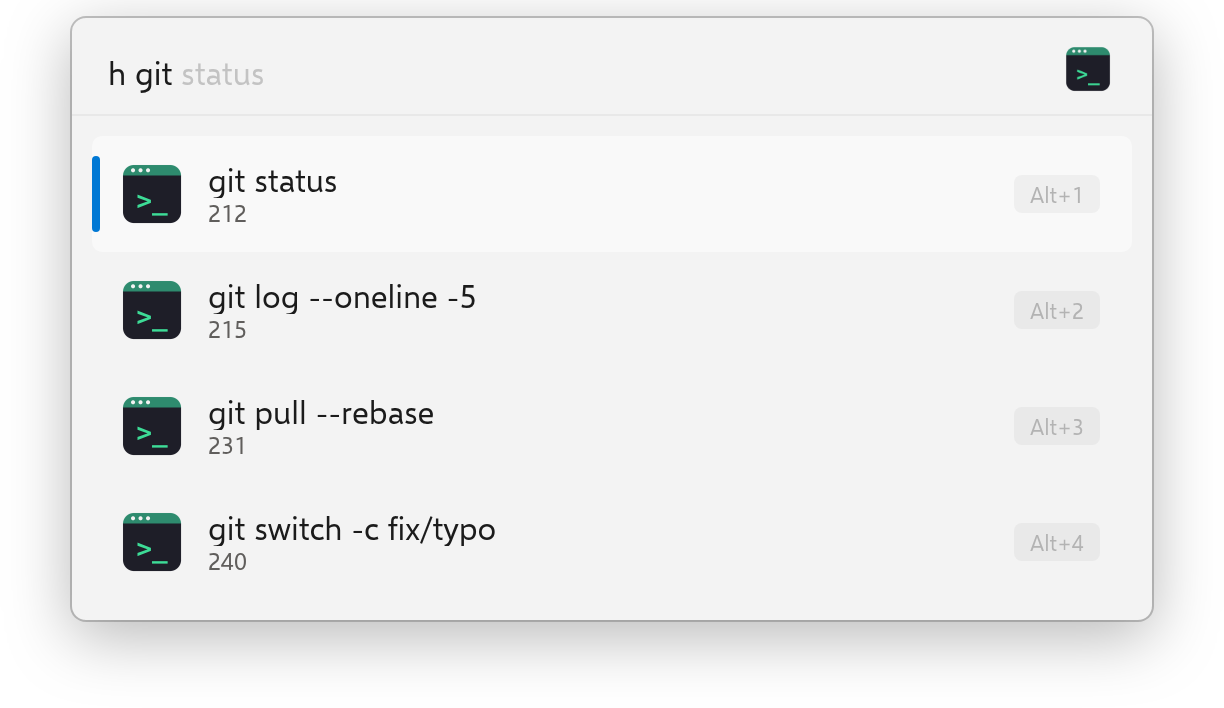 h git status
git status
212
Alt+1
git log --oneline -5
215
Alt+2
git pull --rebase
231
Alt+3
git switch -c fix/typo
240
Alt+4